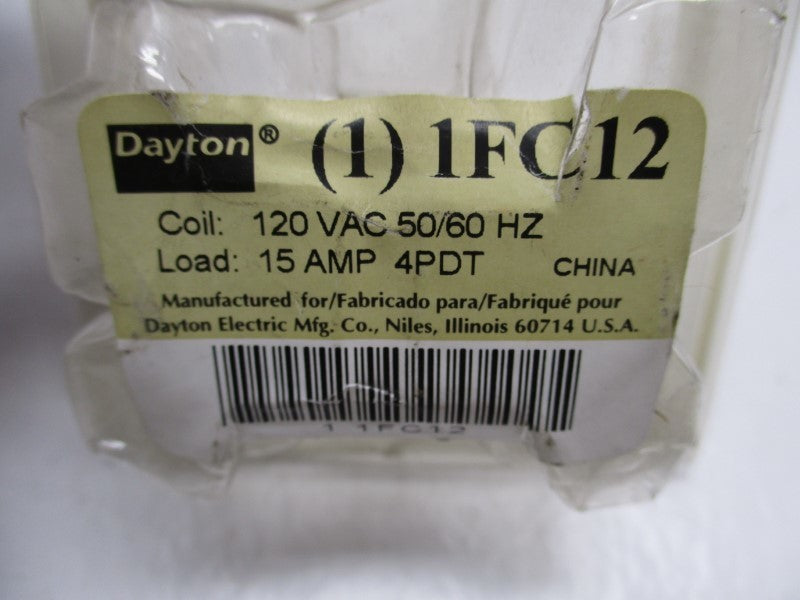 Dayton® (1) 1FC12
Coil: 120 VAC 50/60 HZ
Load: 15 AMP 4PDT CHINA
Manufactured for/Fabricado para/Fabriqué pour
Dayton Electric Mfg. Co., Niles, Illinois 60714 U.S.A.
1 1FC12